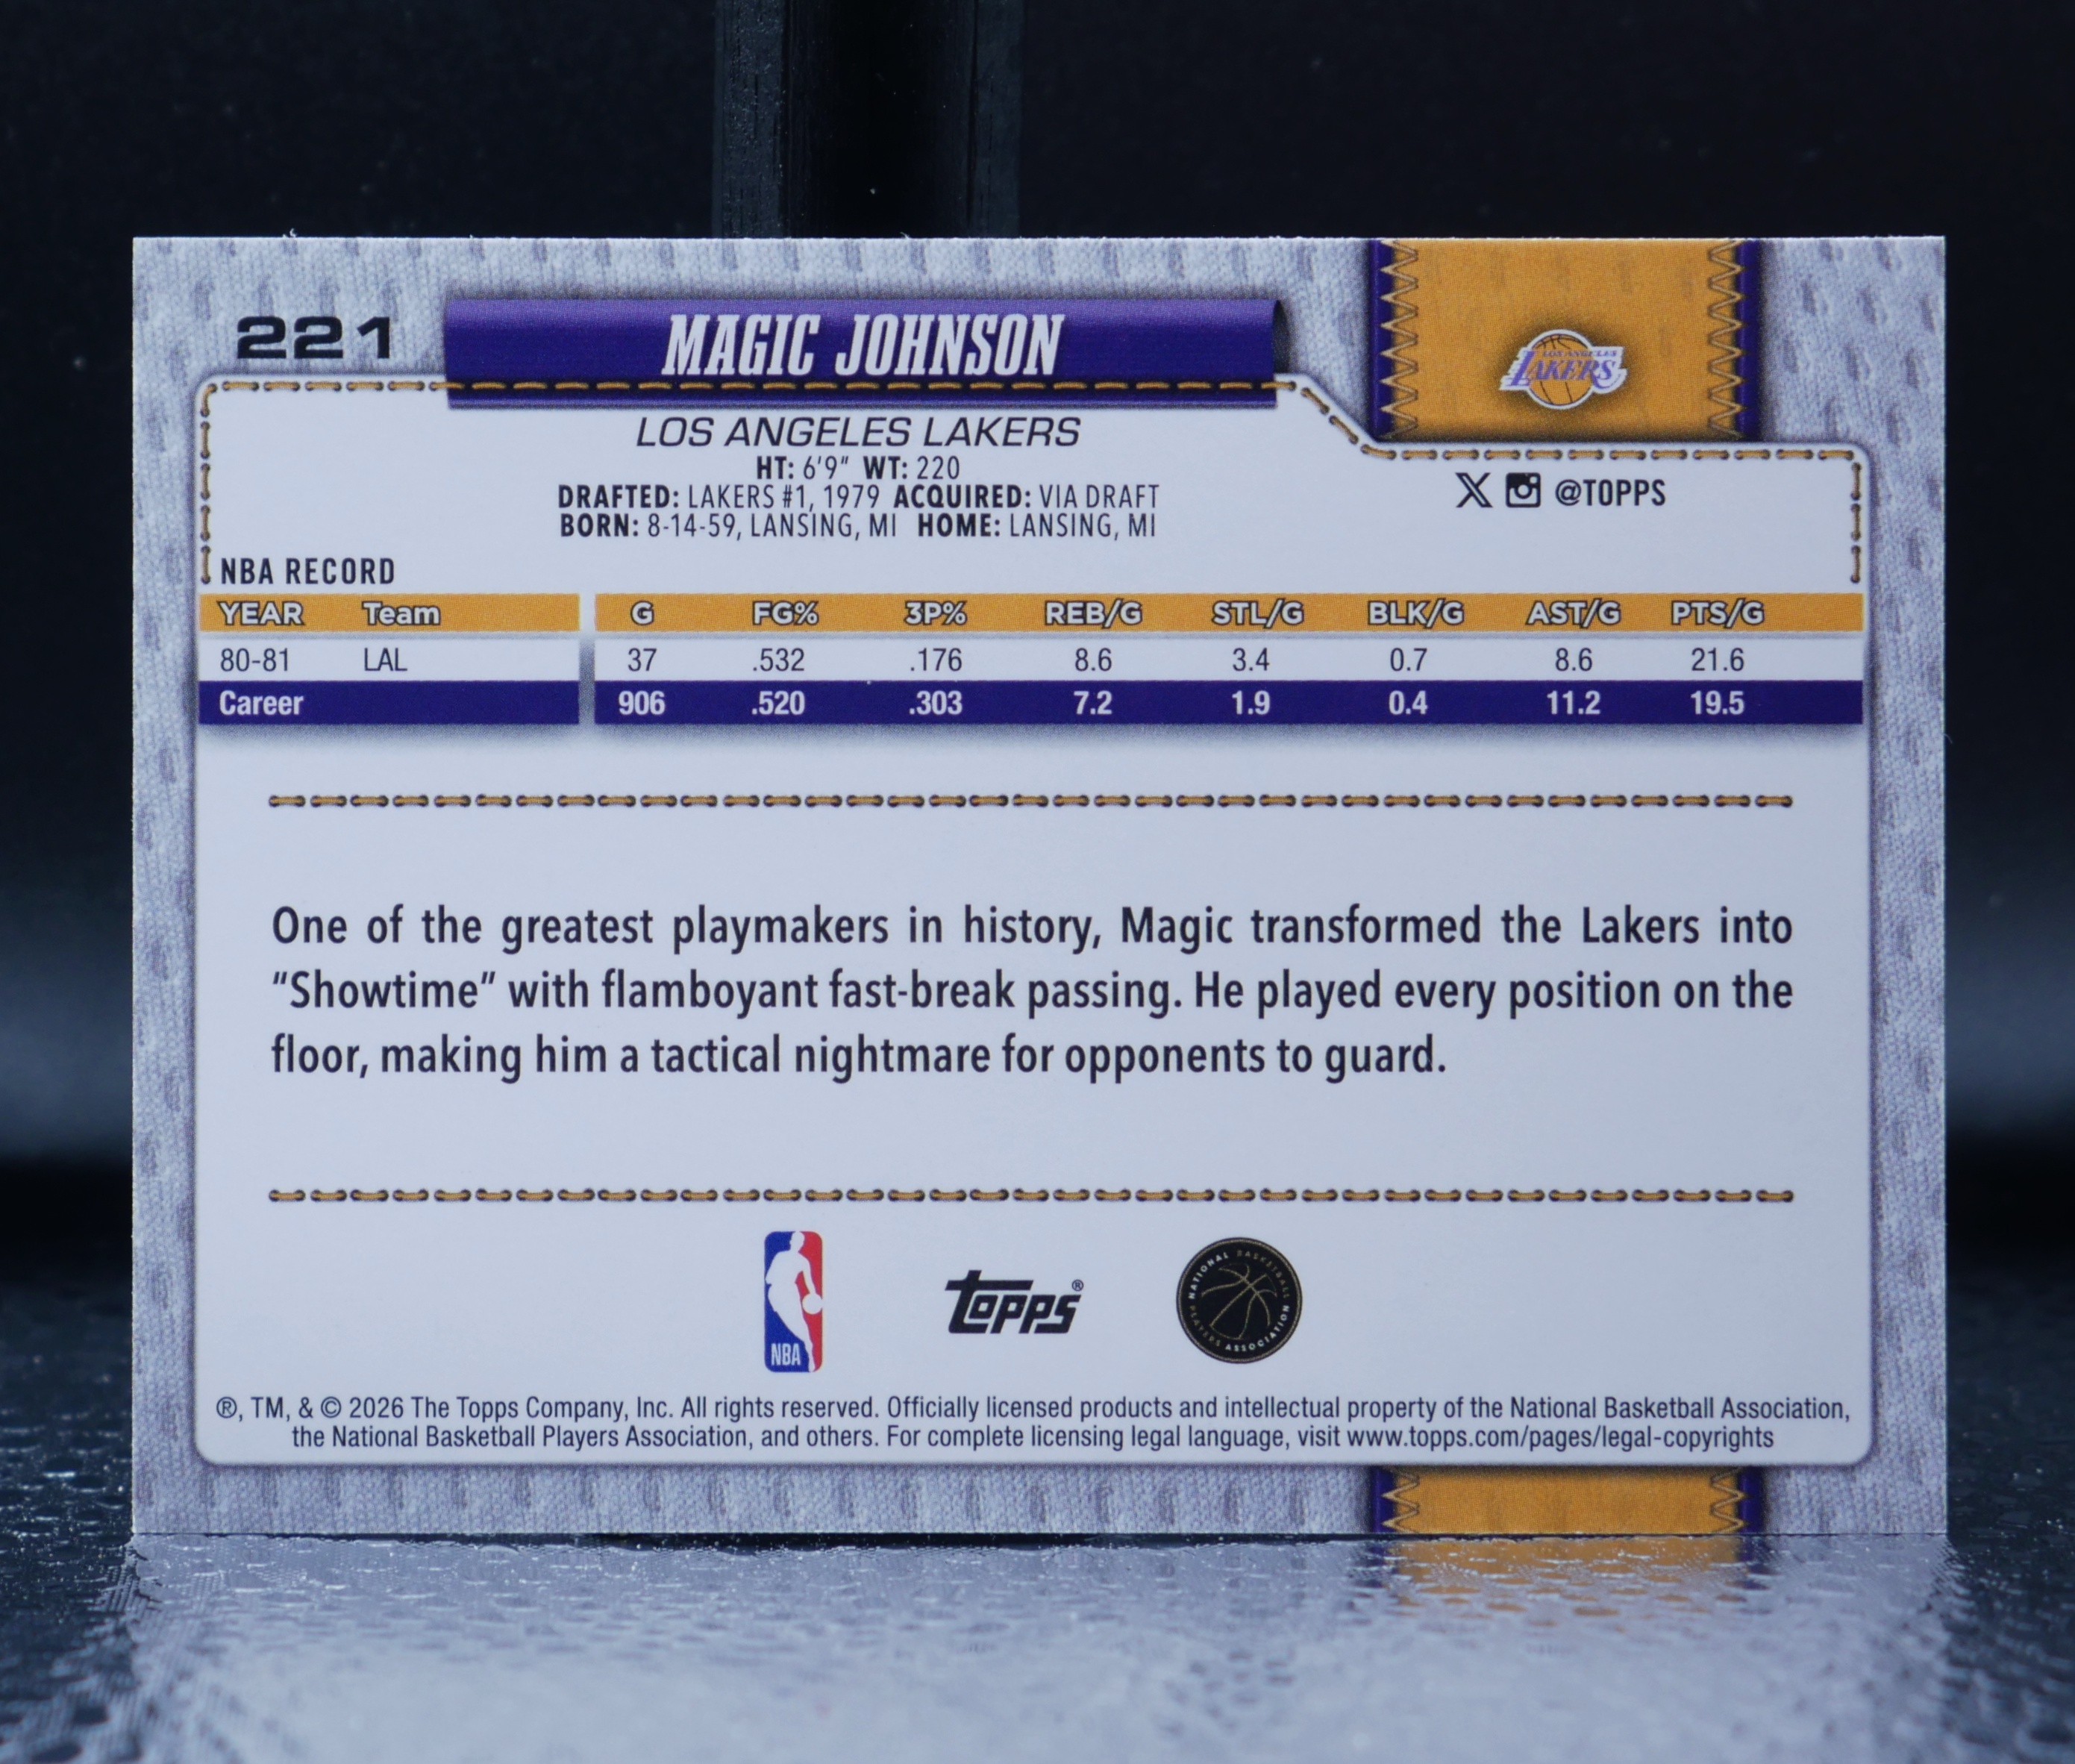 221
MAGIC JOHNSON
LOS ANGELES LAKERS
LOS ANGELES LAKERS
HT: 6'9" WT: 220
DRAFTED: LAKERS #1, 1979 ACQUIRED: VIA DRAFT
BORN: 8-14-59, LANSING, MI HOME: LANSING, MI
@TOPPS
NBA RECORD
YEAR Team G FG% 3P% REB/G STL/G BLK/G AST/G PTS/G
80-81 LAL 37 .532 .176 8.6 3.4 0.7 8.6 21.6
Career 906 .520 .303 7.2 1.9 0.4 11.2 19.5
One of the greatest playmakers in history, Magic transformed the Lakers into
"Showtime" with flamboyant fast-break passing. He played every position on the
floor, making him a tactical nightmare for opponents to guard.
NBA
Topps®
NATIONAL BASKETBALL PLAYERS ASSOCIATION
®, TM, & © 2026 The Topps Company, Inc. All rights reserved. Officially licensed products and intellectual property of the National Basketball Association,
the National Basketball Players Association, and others. For complete licensing legal language, visit www.topps.com/pages/legal-copyrights